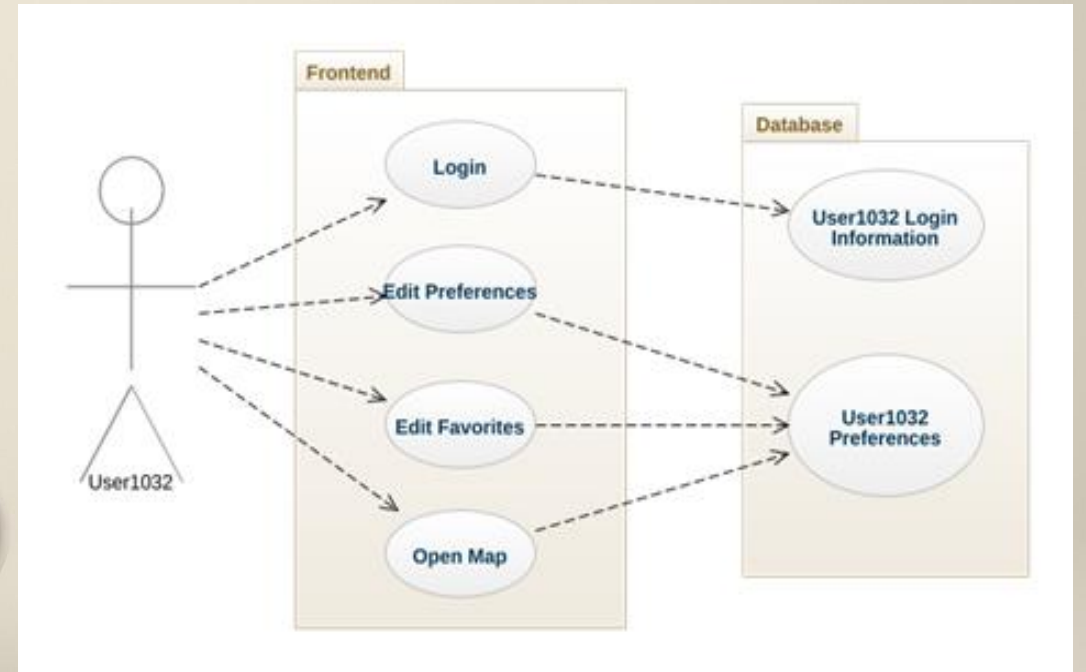 Frontend
Database
Login
User1032 Login
Information
Edit Preferences
Edit Favorites
User1032
Preferences
User1032
Open Map